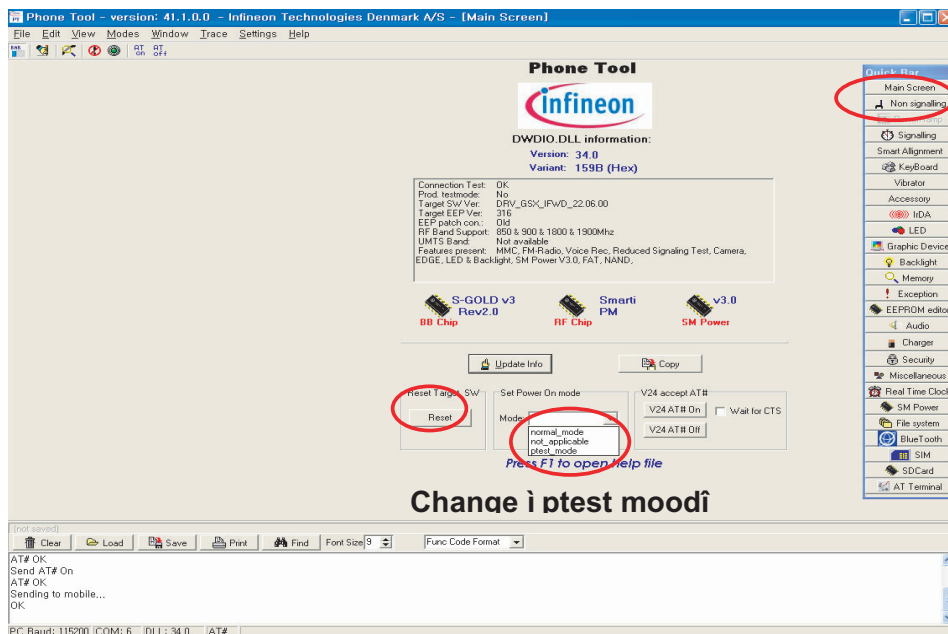 Phone Tool - version: 41.1.0.0 - Infineon Technologies Denmark A/S - [Main Screen]
File Edit View Modes Window Trace Settings Help
AT on AT off
Phone Tool
infineon
DWDIO.DLL information:
Version: 34.0
Variant: 159B (Hex)
Connection Test: OK
Prod. testmode: No
Target SW Ver: DRV_GSX_IFWD_22.06.00
Target EEP Ver: 316
EEP patch con.: Old
RF Band Support: 850 & 900 & 1800 & 1900Mhz
UMTS Band: Not available
Features present: MMC, FM-Radio, Voice Rec, Reduced Signaling Test, Camera,
EDGE, LED & Backlight, SM Power V3.0, FAT, NAND,
S-GOLD v3
Rev2.0
BB Chip
Smarti
PM
RF Chip
v3.0
SM Power
Update Info
Copy
Reset Target SW
Reset
Set Power On mode
Mode:
normal_mode
not_applicable
ptest_mode
V24 accept AT#
V24 AT# On
Wait for CTS
V24 AT# Off
Press F1 to open help file
Change ì ptest moodî
Quick Bar
Main Screen
Non signalling
Signalling
Smart Allignment
KeyBoard
Vibrator
Accessory
IrDA
LED
Graphic Device
Backlight
Memory
Exception
EEPROM editor
Audio
Charger
Security
Miscellaneous
Real Time Clock
SM Power
File system
BlueTooth
SIM
SDCard
AT Terminal
[not saved]
Clear Load Save Print Find Font Size 9 Func Code Format
AT# OK
Send AT# On
AT# OK
Sending to mobile...
OK
PC Baud: 115200 COM: 6 DLL: 34.0 AT#